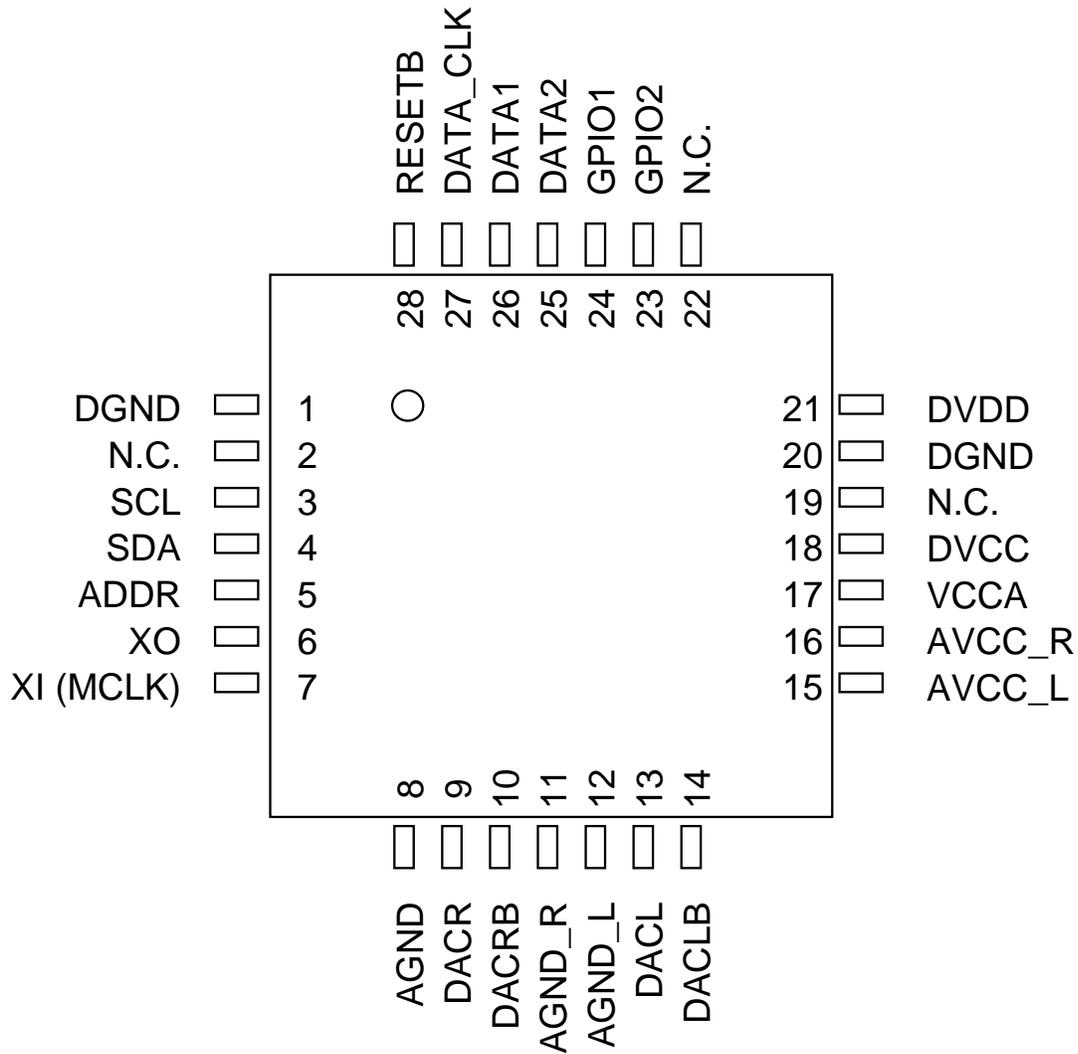 RESETB
DATA_CLK
DATA1
DATA2
GPIO1
GPIO2
N.C.
28
27
26
25
24
23
22
DGND 1
N.C. 2
SCL 3
SDA 4
ADDR 5
XO 6
XI (MCLK) 7
21 DVDD
20 DGND
19 N.C.
18 DVCC
17 VCCA
16 AVCC_R
15 AVCC_L
8
9
10
11
12
13
14
AGND
DACR
DACRB
AGND_R
AGND_L
DACL
DACLB